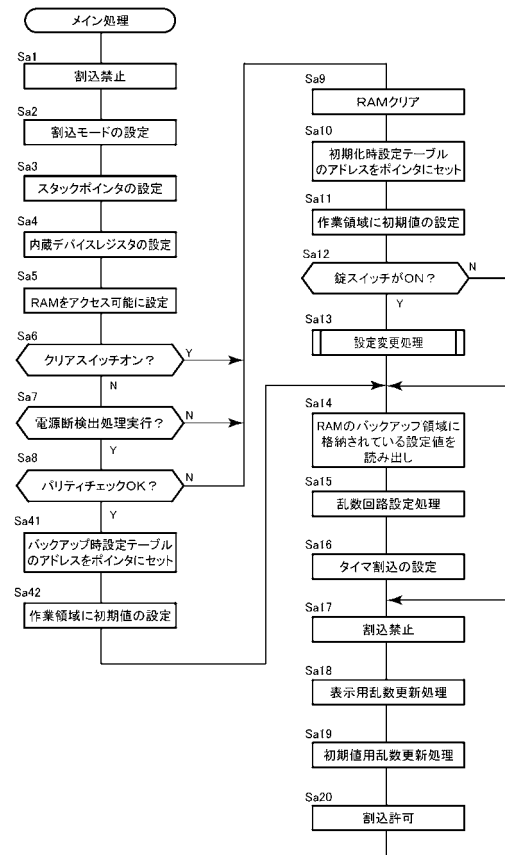 メイン処理
Sa1
割込禁止
Sa2
割込モードの設定
Sa3
スタックポインタの設定
Sa4
内蔵デバイスレジスタの設定
Sa5
RAMをアクセス可能に設定
Sa6
クリアスイッチオン?
Y
N
Sa7
電源断検出処理実行?
N
Y
Sa8
パリティチェックOK?
N
Y
Sa41
バックアップ時設定テーブル
のアドレスをポインタにセット
Sa42
作業領域に初期値の設定
Sa9
RAMクリア
Sa10
初期化時設定テーブル
のアドレスをポインタにセット
Sa11
作業領域に初期値の設定
Sa12
錠スイッチがON?
N
Y
Sa13
設定変更処理
Sa14
RAMのバックアップ領域に
格納されている設定値を
読み出し
Sa15
乱数回路設定処理
Sa16
タイマ割込の設定
Sa17
割込禁止
Sa18
表示用乱数更新処理
Sa19
初期値用乱数更新処理
Sa20
割込許可